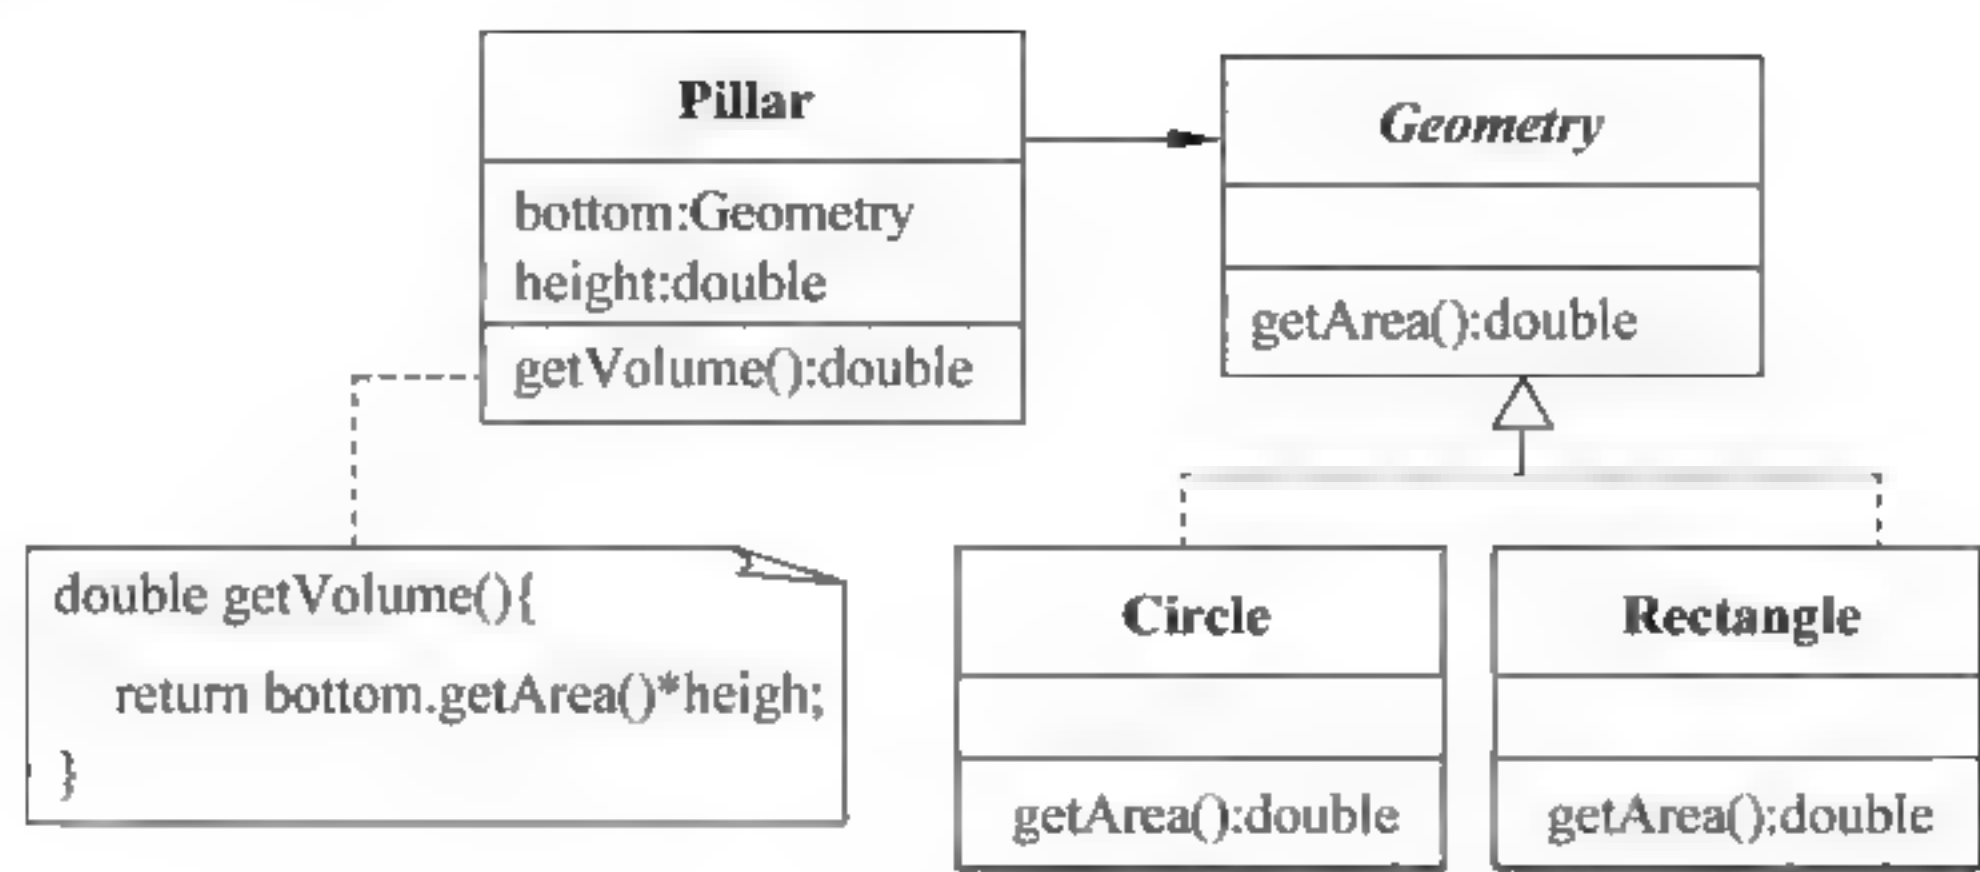 Pillar
bottom:Geometry
height:double
getVolume():double
Geometry
getArea():double
double getVolume(){
return bottom.getArea()*heigh;
}
Circle
getArea():double
Rectangle
getArea():double